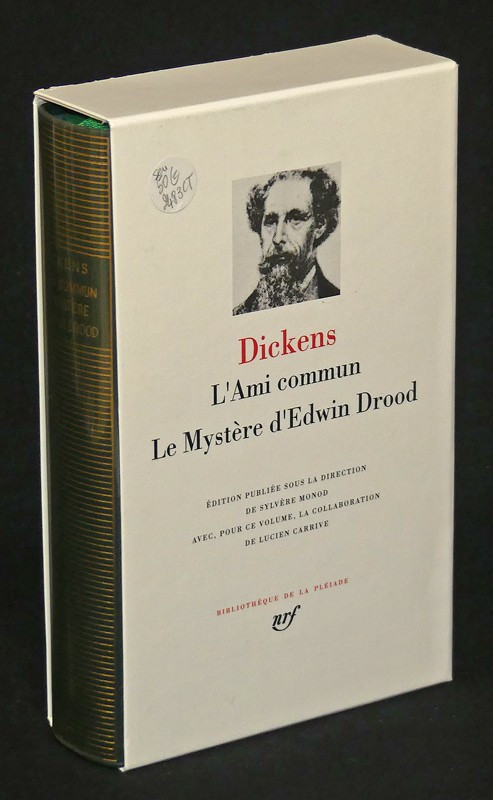 Dickens
L'Ami commun
Le Mystère d'Edwin Drood
ÉDITION PUBLIÉE SOUS LA DIRECTION
DE SYLVÈRE MONOD
AVEC, POUR CE VOLUME, LA COLLABORATION
DE LUCIEN CARRIVE
BIBLIOTHÈQUE DE LA PLÉIADE
nrf
DROOD